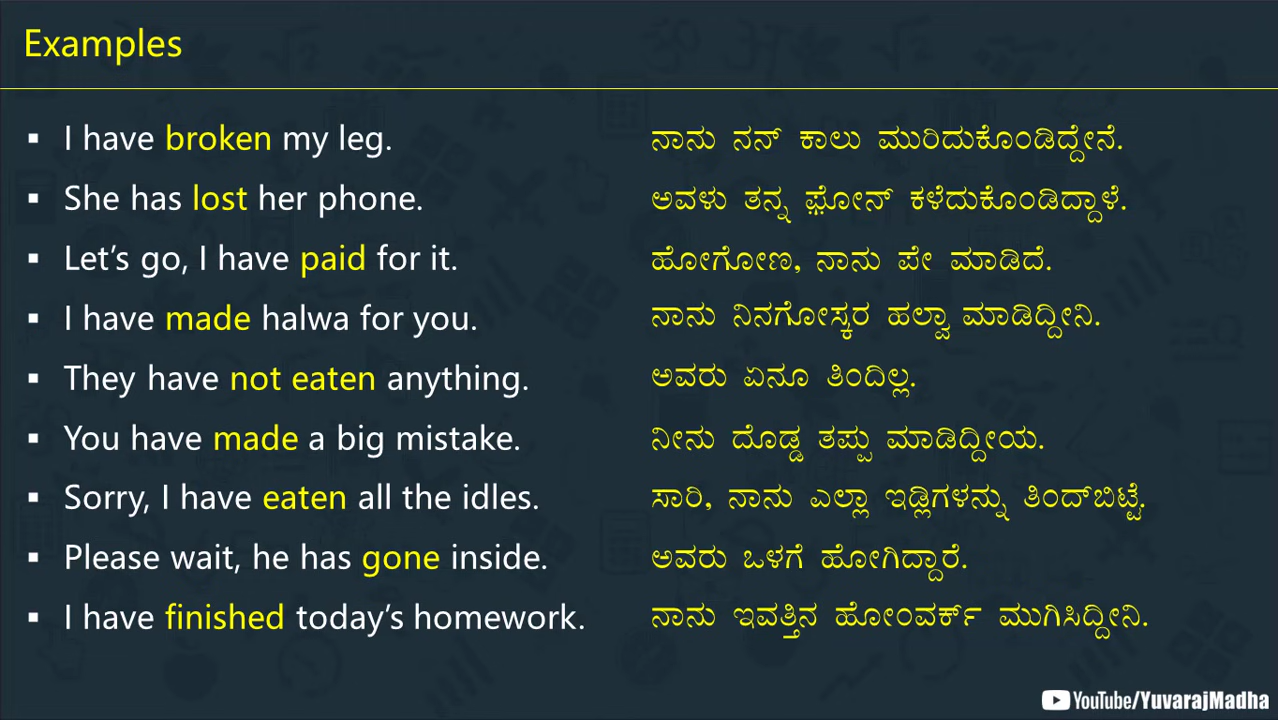 Examples
▪ I have broken my leg. ನಾನು ನನ್ ಕಾಲು ಮುರಿದುಕೊಂಡಿದ್ದೇನೆ.
▪ She has lost her phone. ಅವಳು ತನ್ನ ಫ಼ೋನ್ ಕಳೆದುಕೊಂಡಿದ್ದಾಳೆ.
▪ Let's go, I have paid for it. ಹೋಗೋಣ, ನಾನು ಪೇ ಮಾಡಿದೆ.
▪ I have made halwa for you. ನಾನು ನಿನಗೋಸ್ಕರ ಹಲ್ವಾ ಮಾಡಿದ್ದೀನಿ.
▪ They have not eaten anything. ಅವರು ಏನೂ ತಿಂದಿಲ್ಲ.
▪ You have made a big mistake. ನೀನು ದೊಡ್ಡ ತಪ್ಪು ಮಾಡಿದ್ದೀಯ.
▪ Sorry, I have eaten all the idles. ಸಾರಿ, ನಾನು ಎಲ್ಲಾ ಇಡ್ಲಿಗಳನ್ನು ತಿಂದ್‌ಬಿಟ್ಟೆ.
▪ Please wait, he has gone inside. ಅವರು ಒಳಗೆ ಹೋಗಿದ್ದಾರೆ.
▪ I have finished today's homework. ನಾನು ಇವತ್ತಿನ ಹೋಂವರ್ಕ್ ಮುಗಿಸಿದ್ದೀನಿ.
YouTube/YuvarajMadha